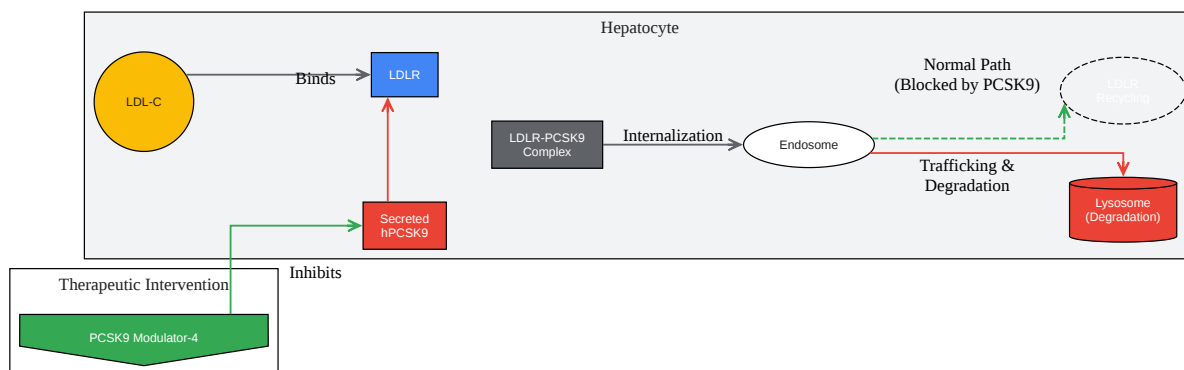 Hepatocyte
LDL-C
Binds
LDLR
Normal Path
(Blocked by PCSK9)
LDLR
Recycling
LDLR-PCSK9
Complex
Internalization
Endosome
Trafficking &
Degradation
Lysosome
(Degradation)
Secreted
hPCSK9
Inhibits
Therapeutic Intervention
PCSK9 Modulator-4